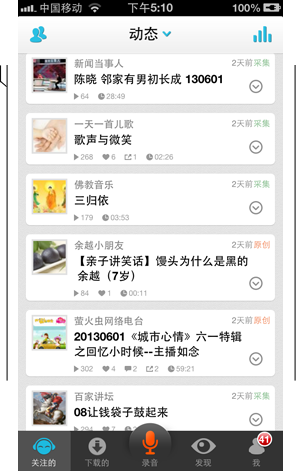 中国移动 下午5:10 100%
动态
新闻当事人 2天前采集
陈晓 邻家有男初长成 130601
64 28:49
一天一首儿歌 2天前采集
歌声与微笑
268 6 1 02:26
佛教音乐 2天前采集
三归依
179 03:53
余越小朋友 2天前原创
【亲子讲笑话】馒头为什么是黑的
余越（7岁）
84 1 00:11
萤火虫网络电台 2天前原创
20130601《城市心情》六一特辑
之回忆小时候--主播如念
302 4 2 2 59:21
百家讲坛 2天前采集
08让钱袋子鼓起来
294 7
41
关注的 下载的 录音 发现 我